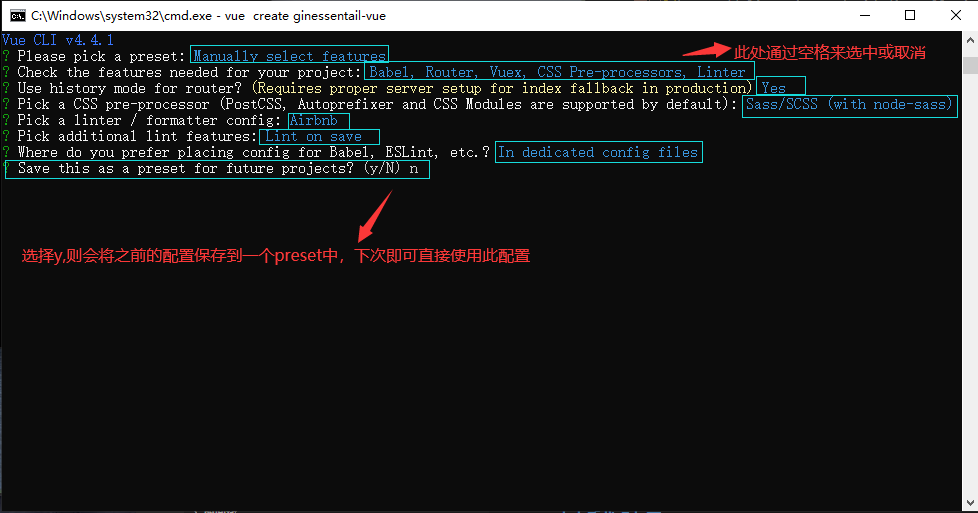 C:\Windows\system32\cmd.exe - vue  create ginessentail-vue
Vue CLI v4.4.1
? Please pick a preset: Manually select features
此处通过空格来选中或取消
? Check the features needed for your project: Babel, Router, Vuex, CSS Pre-processors, Linter
? Use history mode for router? (Requires proper server setup for index fallback in production) Yes
? Pick a CSS pre-processor (PostCSS, Autoprefixer and CSS Modules are supported by default): Sass/SCSS (with node-sass)
? Pick a linter / formatter config: Airbnb
? Pick additional lint features: Lint on save
? Where do you prefer placing config for Babel, ESLint, etc.? In dedicated config files
? Save this as a preset for future projects? (y/N) n
选择y,则会将之前的配置保存到一个preset中，下次即可直接使用此配置